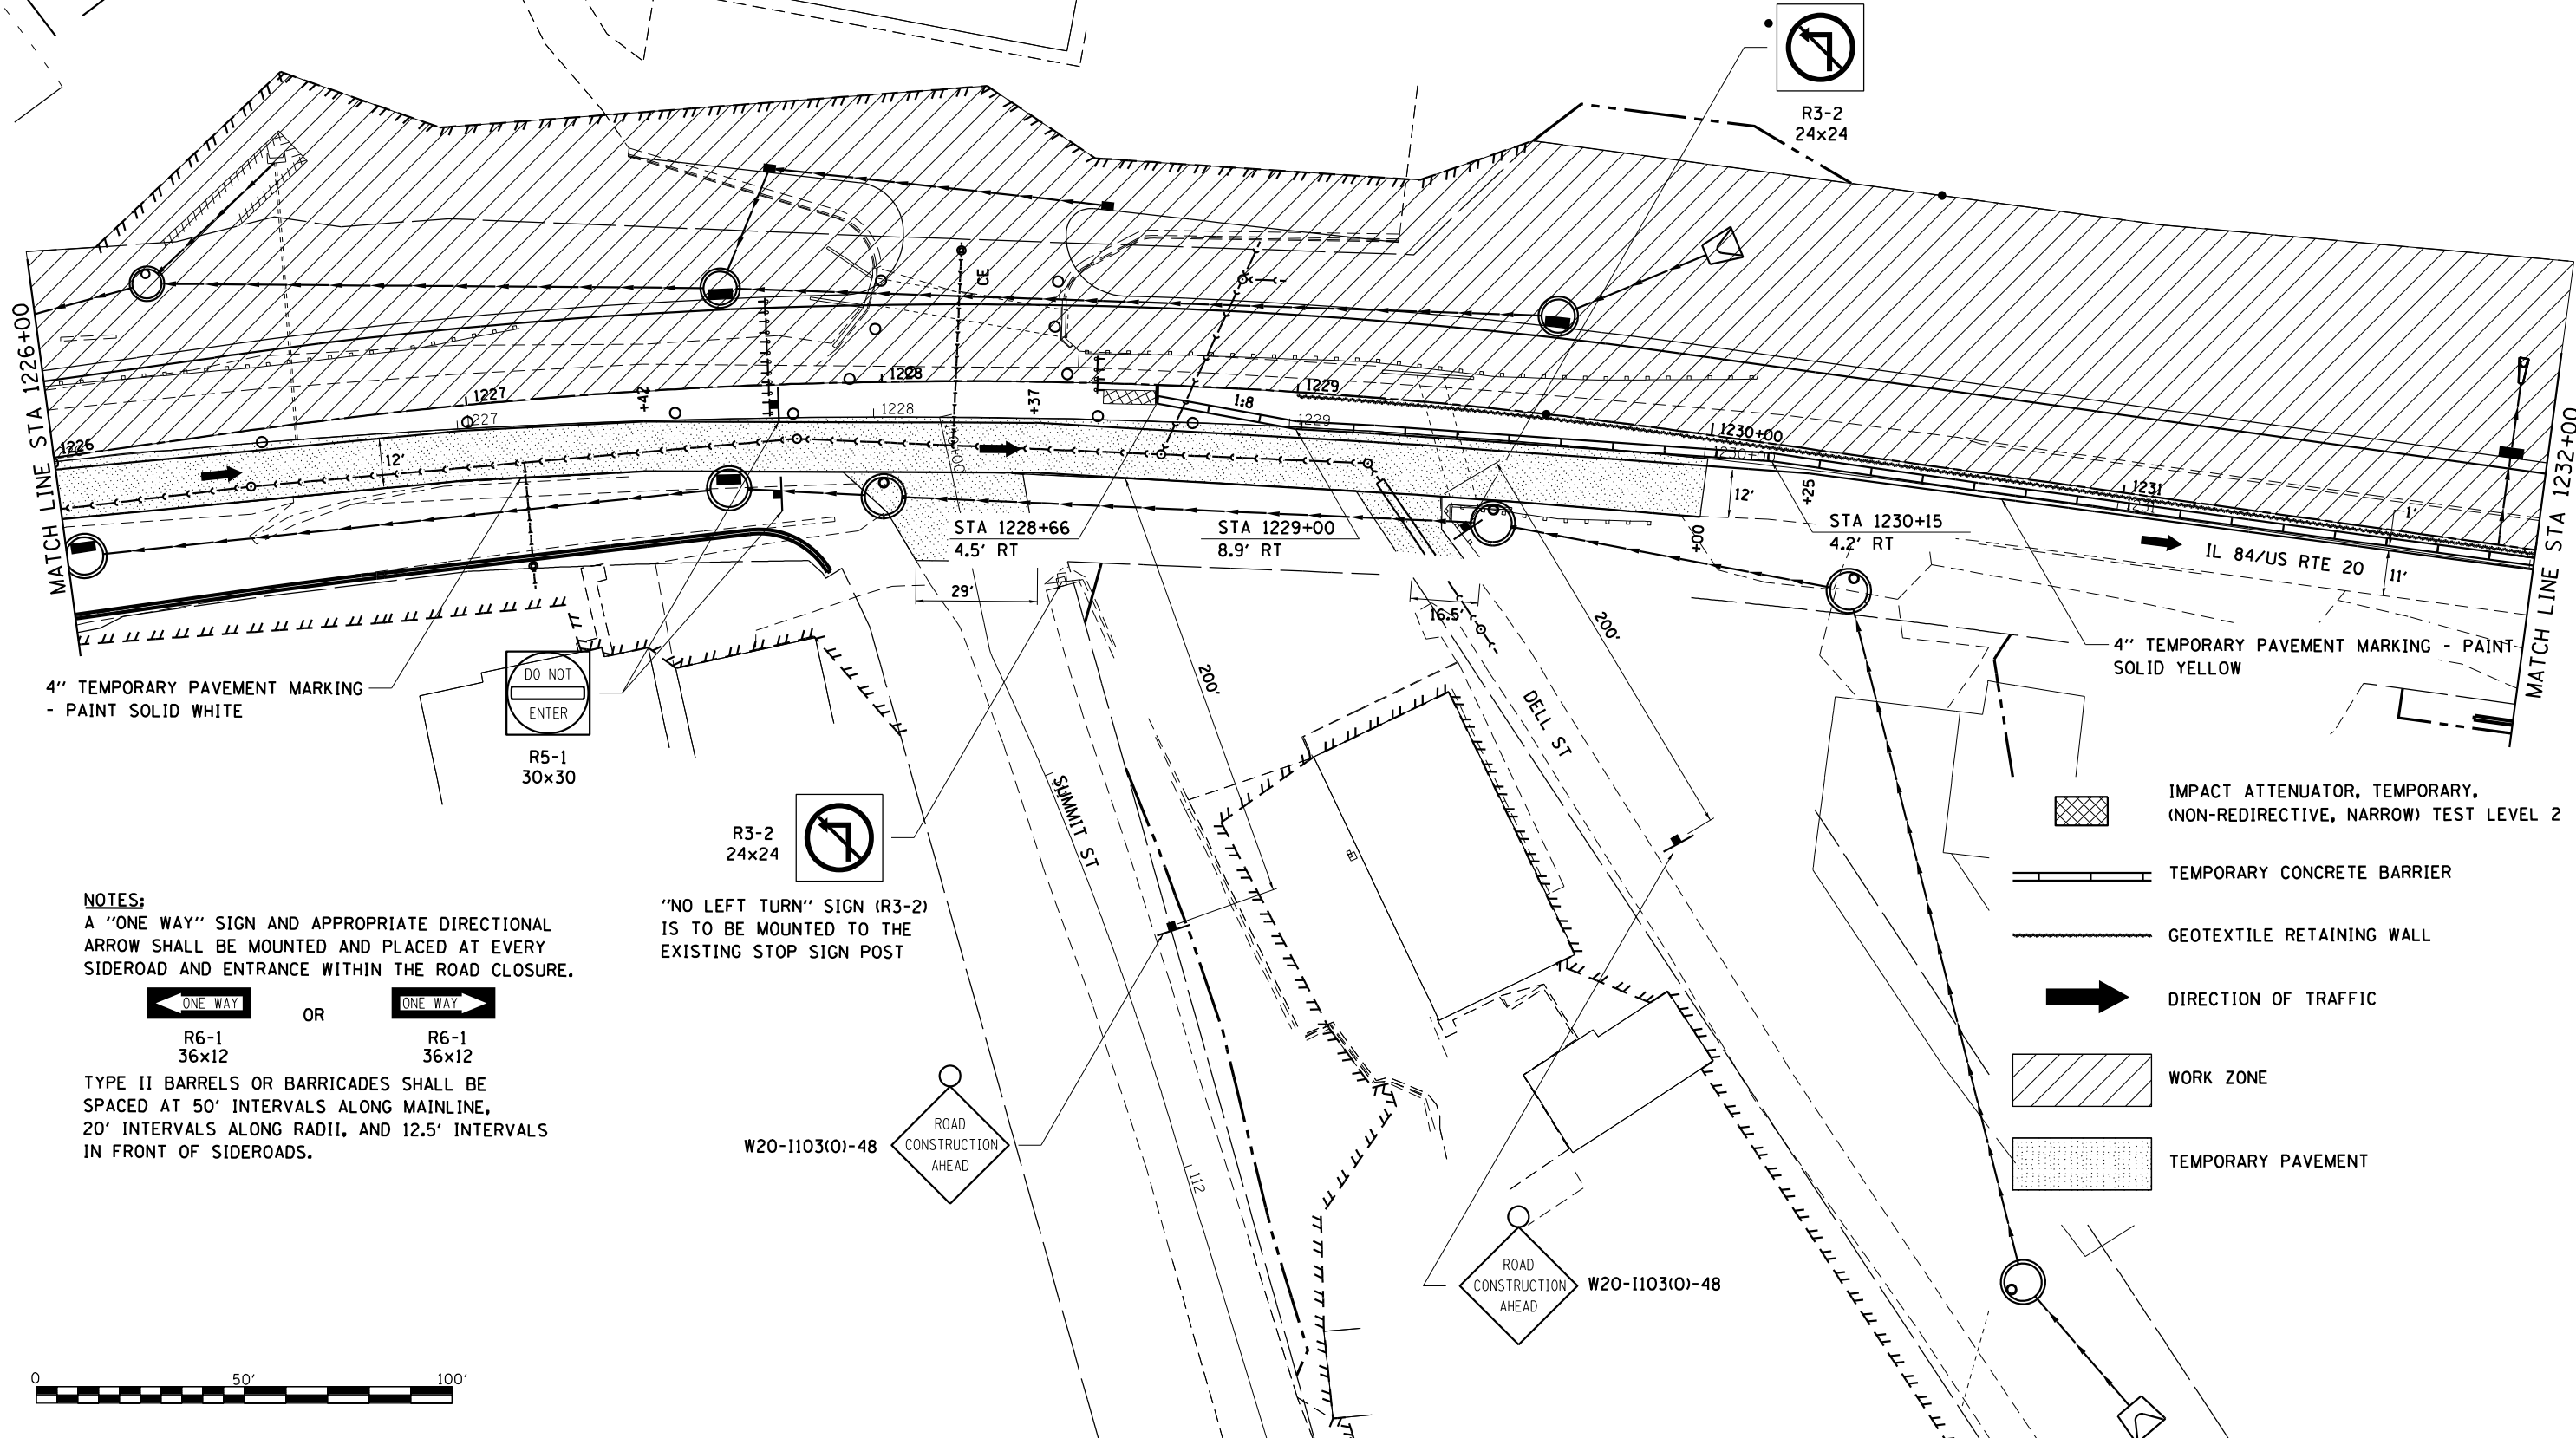 R3-2
24x24
MATCH LINE STA 1226+00
1226
1227
1227
+42
1228
1228
CE
+37
1:8
1229
1229
1230+00
1230+00
+25
1231
1231
1'
12'
12'
+00
11'
STA 1228+66
4.5' RT
STA 1229+00
8.9' RT
STA 1230+15
4.2' RT
IL 84/US RTE 20
MATCH LINE STA 1232+00
29'
16.5'
200'
200'
DELL ST
SUMMIT ST
112
4" TEMPORARY PAVEMENT MARKING
- PAINT SOLID WHITE
4" TEMPORARY PAVEMENT MARKING - PAINT
SOLID YELLOW
DO NOT
ENTER
R5-1
30x30
R3-2
24x24
"NO LEFT TURN" SIGN (R3-2)
IS TO BE MOUNTED TO THE
EXISTING STOP SIGN POST
NOTES:
A "ONE WAY" SIGN AND APPROPRIATE DIRECTIONAL
ARROW SHALL BE MOUNTED AND PLACED AT EVERY
SIDEROAD AND ENTRANCE WITHIN THE ROAD CLOSURE.
ONE WAY
OR
ONE WAY
R6-1
36x12
R6-1
36x12
TYPE II BARRELS OR BARRICADES SHALL BE
SPACED AT 50' INTERVALS ALONG MAINLINE,
20' INTERVALS ALONG RADII, AND 12.5' INTERVALS
IN FRONT OF SIDEROADS.
W20-I103(0)-48
ROAD
CONSTRUCTION
AHEAD
ROAD
CONSTRUCTION
AHEAD
W20-I103(0)-48
IMPACT ATTENUATOR, TEMPORARY,
(NON-REDIRECTIVE, NARROW) TEST LEVEL 2
TEMPORARY CONCRETE BARRIER
GEOTEXTILE RETAINING WALL
DIRECTION OF TRAFFIC
WORK ZONE
TEMPORARY PAVEMENT
0
50'
100'